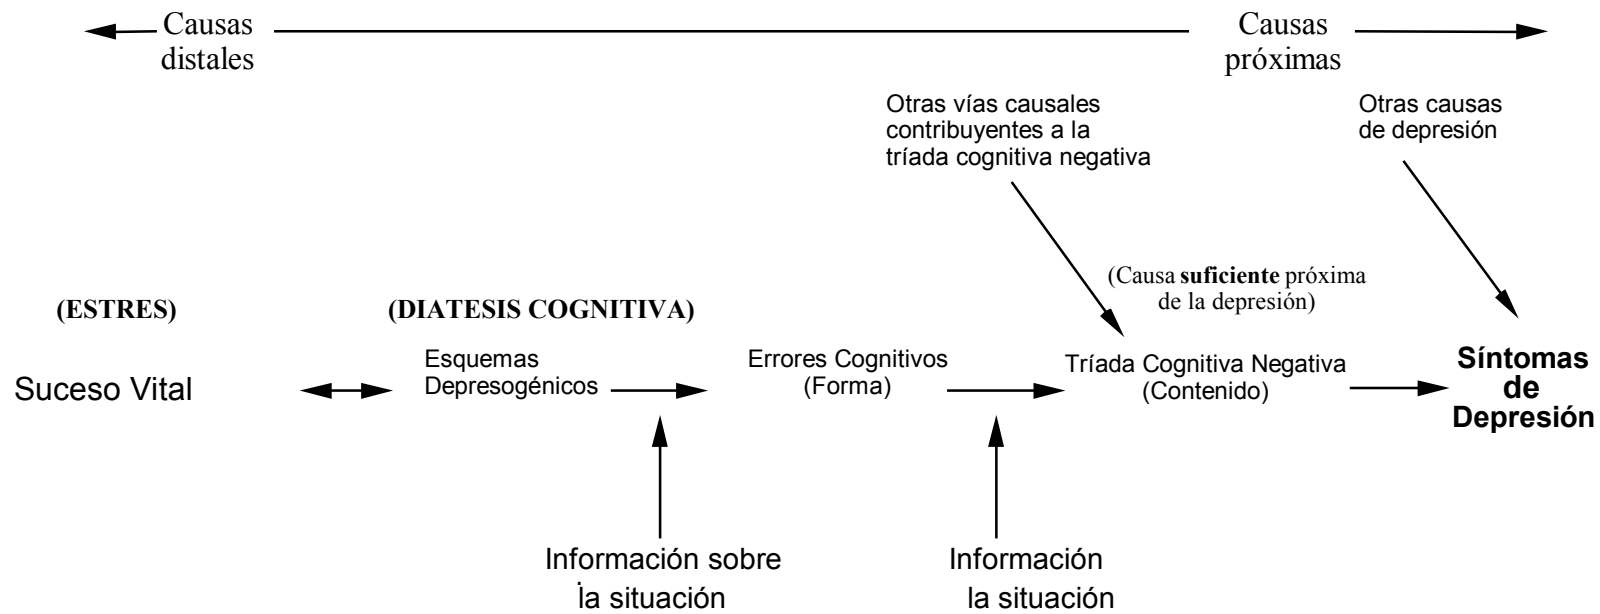 Causas
distales
Causas
próximas
Otras vías causales
contribuyentes a la
tríada cognitiva negativa
Otras causas
de depresión
(Causa suficiente próxima
de la depresión)
(ESTRES)
(DIATESIS COGNITIVA)
Suceso Vital
Esquemas
Depresogénicos
Errores Cognitivos
(Forma)
Tríada Cognitiva Negativa
(Contenido)
Síntomas
de
Depresión
Información sobre
la situación
Información
la situación